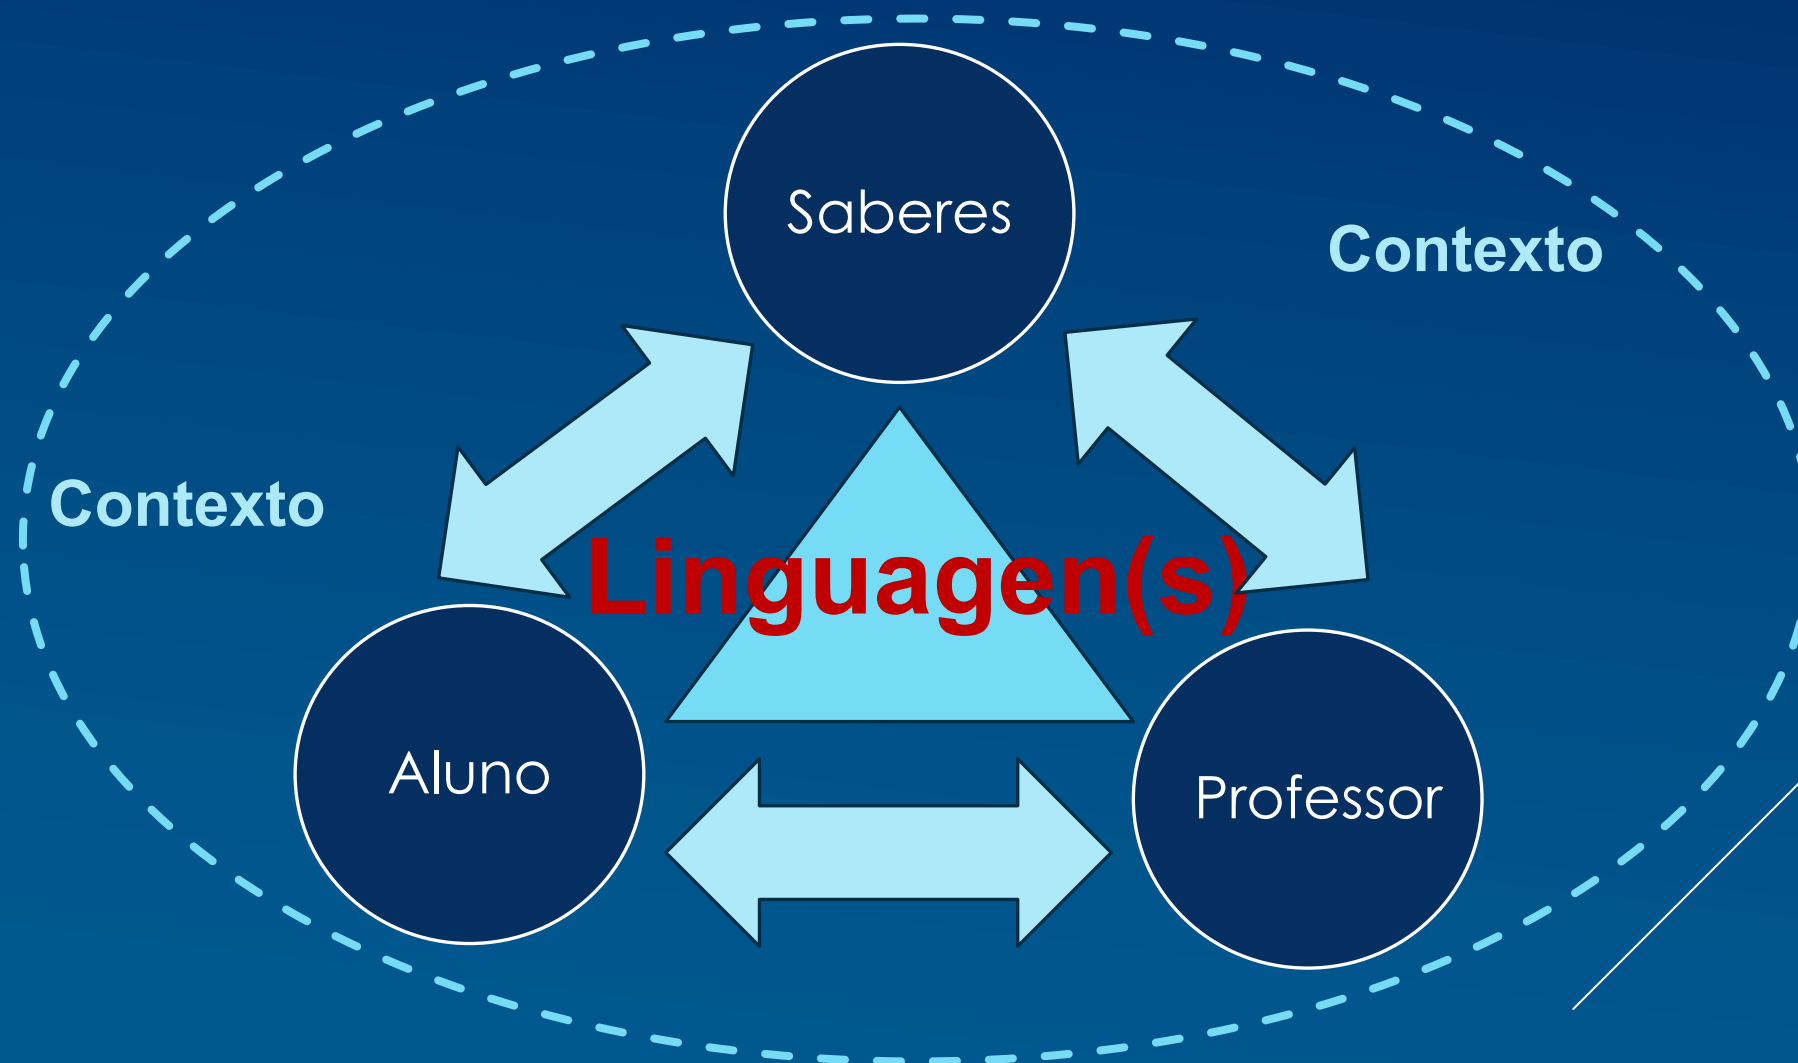 Saberes
Contexto
Contexto
Linguagen(s)
Aluno
Professor